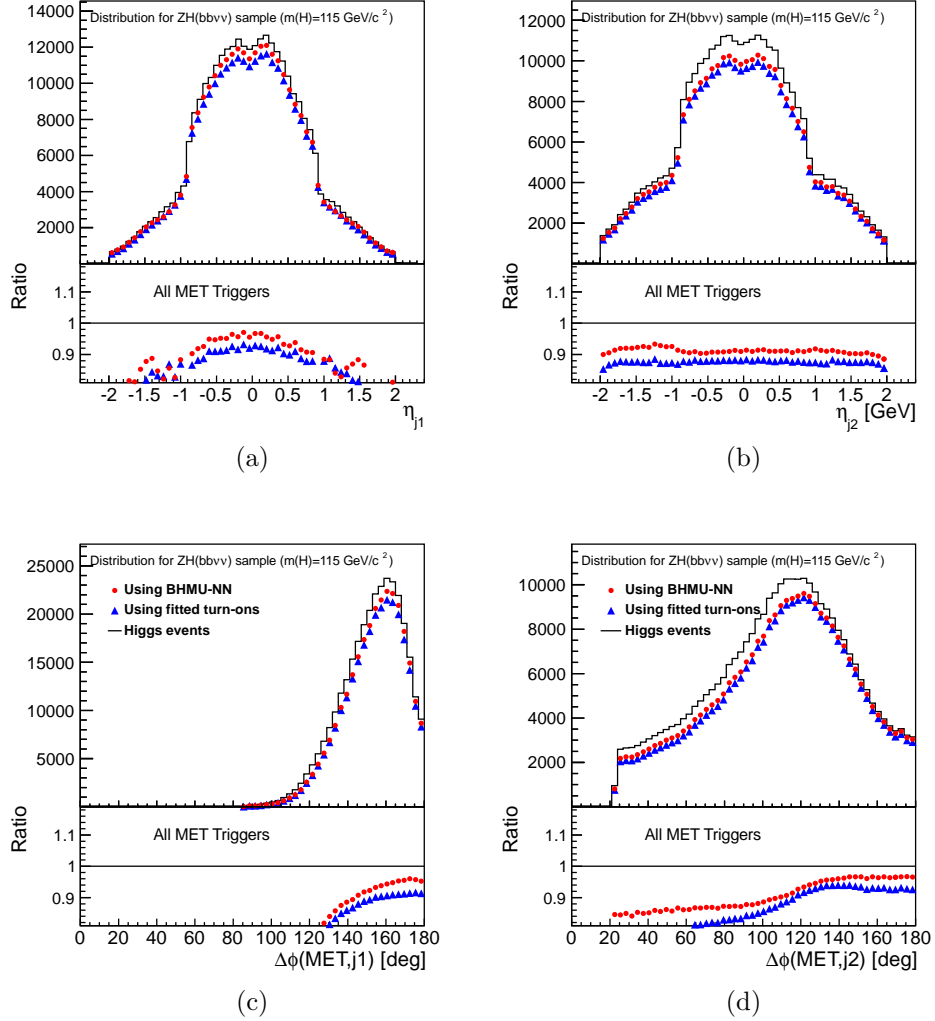 Distribution for ZH(bbνν) sample (m(H)=115 GeV/c 2)
14000
12000
10000
8000
6000
4000
2000
Ratio
All MET Triggers
1.1
1
0.9
-2 -1.5 -1 -0.5 0 0.5 1 1.5 2
ηj1
(a)
Distribution for ZH(bbνν) sample (m(H)=115 GeV/c 2)
12000
10000
8000
6000
4000
2000
Ratio
All MET Triggers
1.1
1
0.9
-2 -1.5 -1 -0.5 0 0.5 1 1.5 2
ηj2 [GeV]
(b)
Distribution for ZH(bbνν) sample (m(H)=115 GeV/c 2)
25000
Using BHMU-NN
Using fitted turn-ons
Higgs events
20000
15000
10000
5000
Ratio
All MET Triggers
1.1
1
0.9
0 20 40 60 80 100 120 140 160 180
Δϕ(MET,j1) [deg]
(c)
Distribution for ZH(bbνν) sample (m(H)=115 GeV/c 2)
10000
Using BHMU-NN
Using fitted turn-ons
Higgs events
8000
6000
4000
2000
Ratio
All MET Triggers
1.1
1
0.9
0 20 40 60 80 100 120 140 160 180
Δϕ(MET,j2) [deg]
(d)